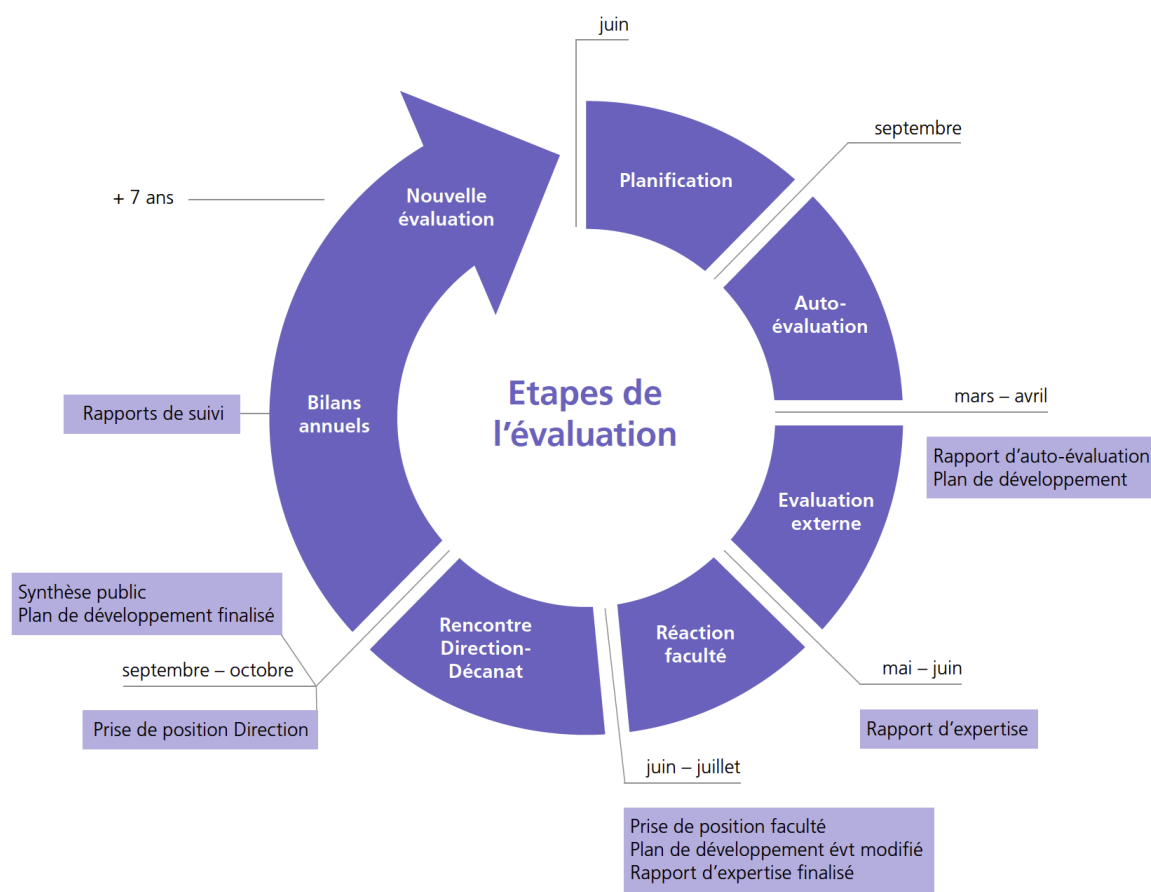 juin
Planification
septembre
Auto-
évaluation
mars – avril
Rapport d'auto-évaluation
Plan de développement
Evaluation
externe
mai – juin
Rapport d'expertise
Réaction
faculté
juin – juillet
Prise de position faculté
Plan de développement évt modifié
Rapport d'expertise finalisé
Rencontre
Direction-
Décanat
septembre – octobre
Synthèse public
Plan de développement finalisé
Prise de position Direction
Bilans
annuels
Rapports de suivi
Nouvelle
évaluation
+ 7 ans
Etapes de
l'évaluation